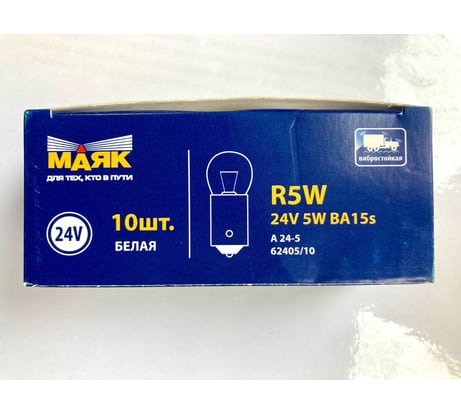 МАЯК
ДЛЯ ТЕХ, КТО В ПУТИ
24V
10шт.
БЕЛАЯ
R5W
24V 5W BA15s
А 24-5
62405/10
вибростойкая